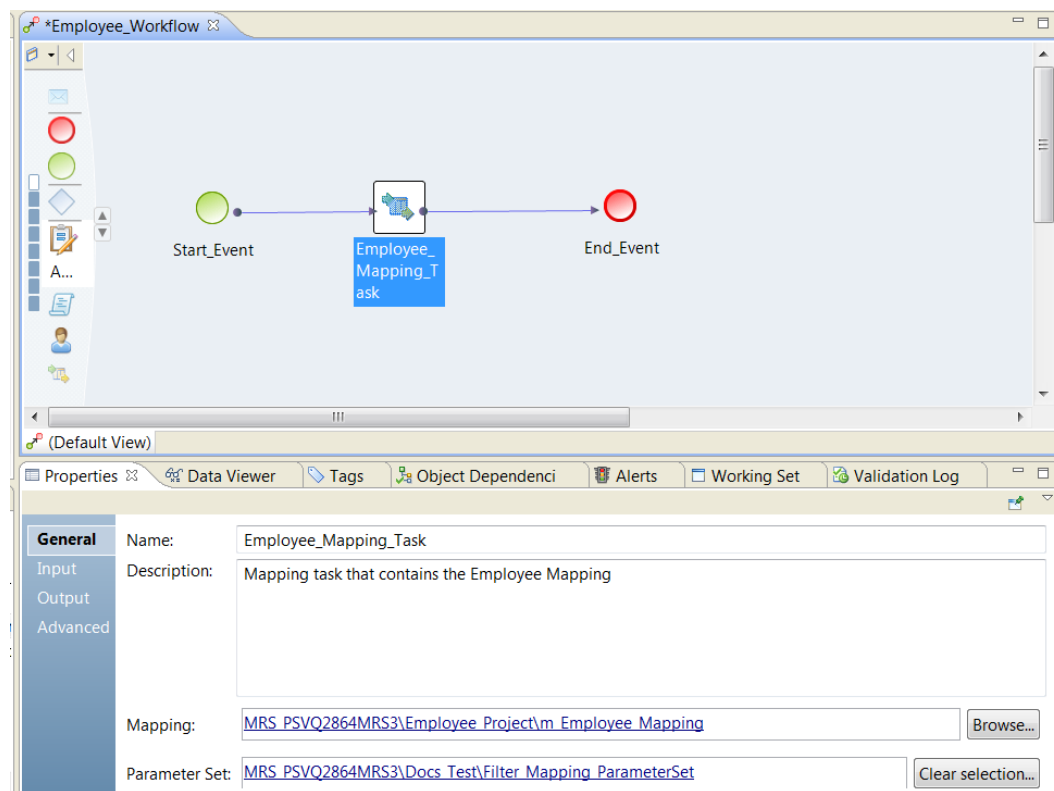 *Employee_Workflow
A...
Start_Event
Employee_
Mapping_T
ask
End_Event
(Default View)
Properties Data Viewer Tags Object Dependenci Alerts Working Set Validation Log
General
Input
Output
Advanced
Name: Employee_Mapping_Task
Description: Mapping task that contains the Employee Mapping
Mapping: MRS_PSVQ2864MRS3\Employee_Project\m_Employee_Mapping Browse...
Parameter Set: MRS_PSVQ2864MRS3\Docs_Test\Filter_Mapping_ParameterSet Clear selection...